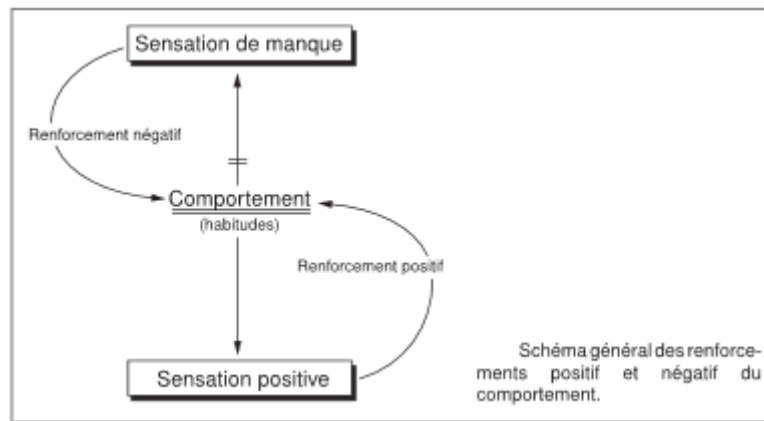 Sensation de manque
Renforcement négatif
Comportement
(habitudes)
Renforcement positif
Sensation positive
Schéma général des renforce-
ments positif et négatif du
comportement.